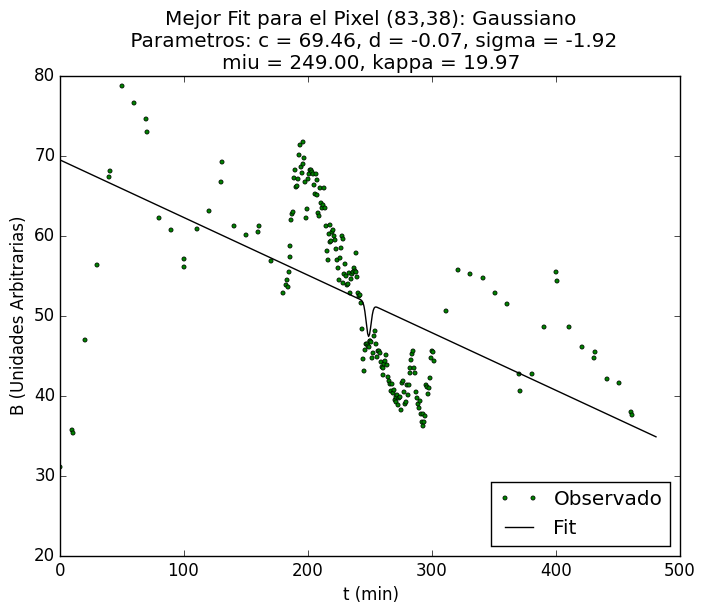 Mejor Fit para el Pixel (83,38): Gaussiano
Parametros: c = 69.46, d = -0.07, sigma = -1.92
miu = 249.00, kappa = 19.97
80
70
60
50
40
30
20
B (Unidades Arbitrarias)
Observado
Fit
0 100 200 300 400 500
t (min)